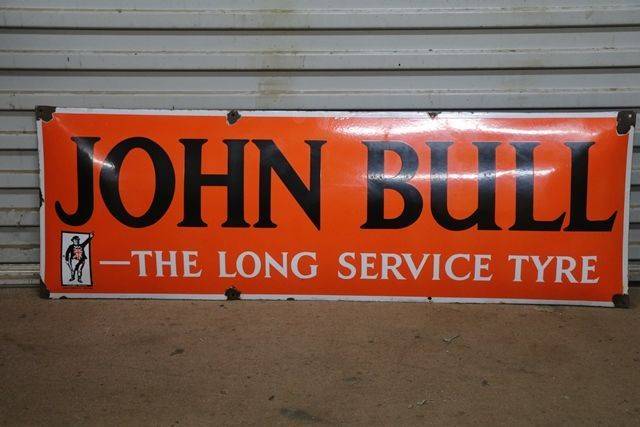 JOHN BULL
—THE LONG SERVICE TYRE